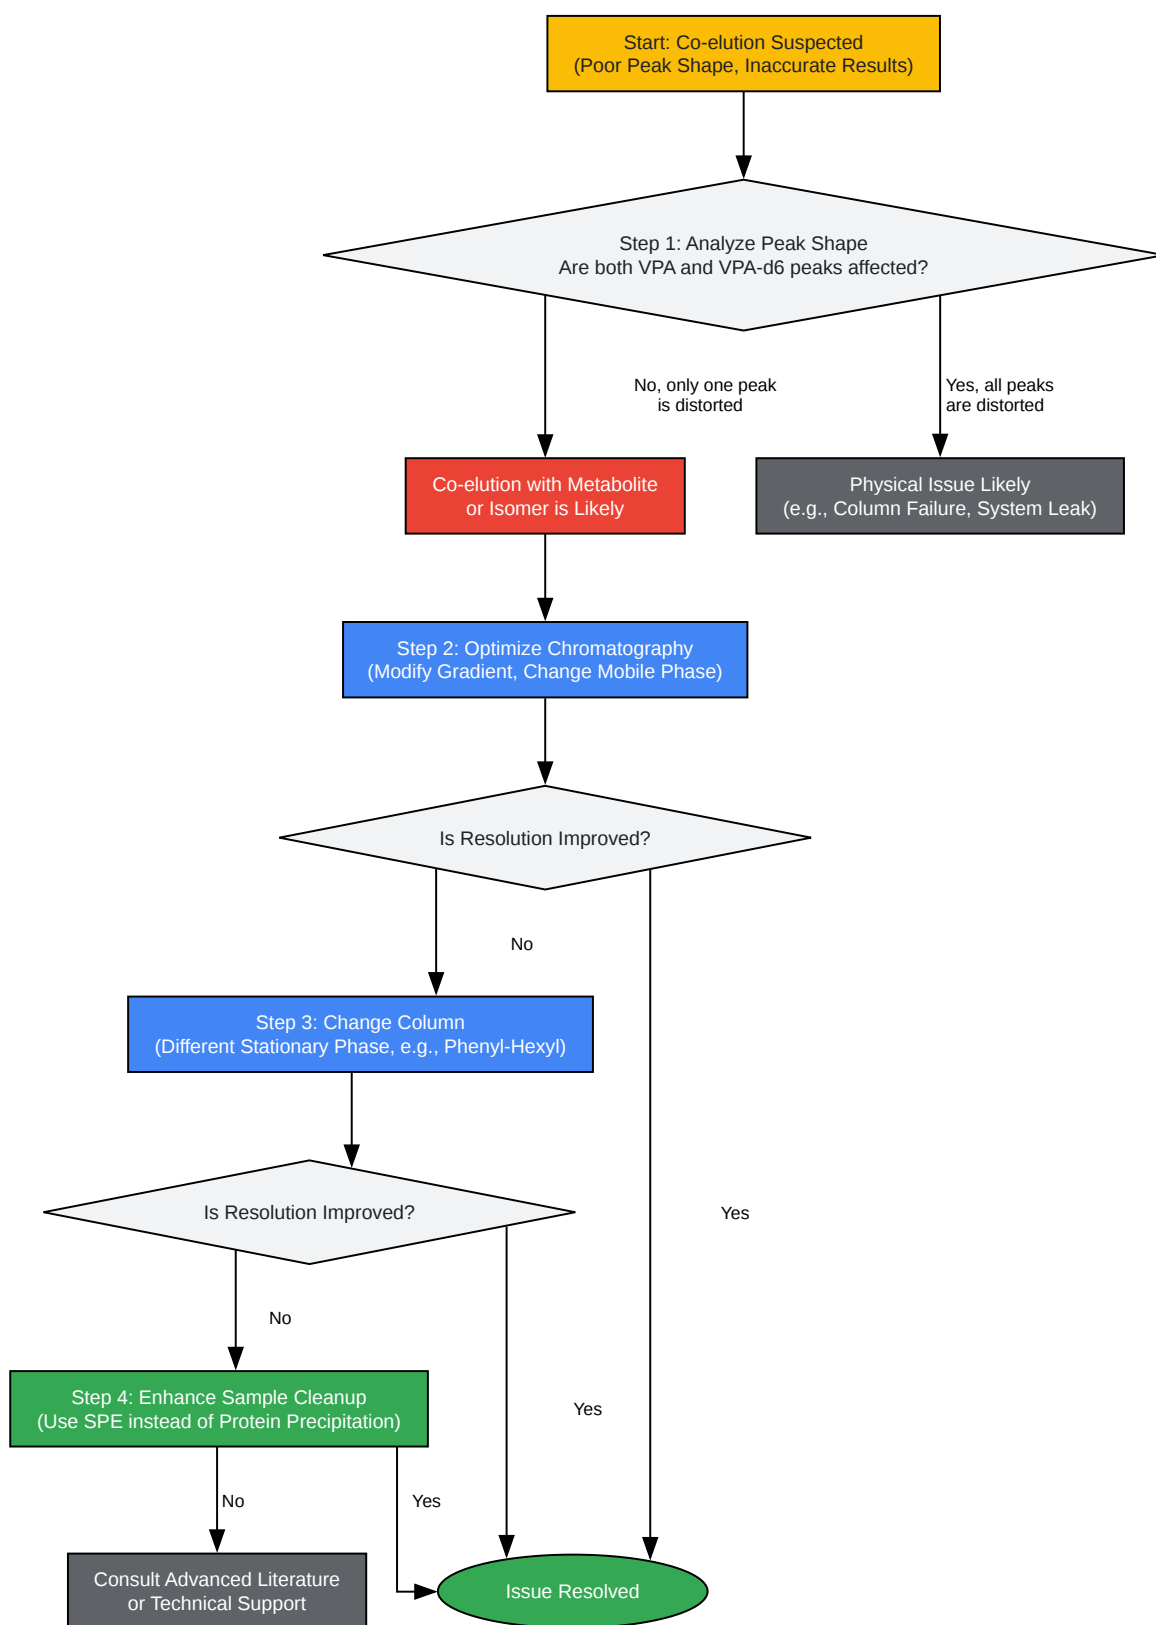 Start: Co-elution Suspected
(Poor Peak Shape, Inaccurate Results)
Step 1: Analyze Peak Shape
Are both VPA and VPA-d6 peaks affected?
No, only one peak
is distorted
Yes, all peaks
are distorted
Co-elution with Metabolite
or Isomer is Likely
Physical Issue Likely
(e.g., Column Failure, System Leak)
Step 2: Optimize Chromatography
(Modify Gradient, Change Mobile Phase)
Is Resolution Improved?
No
Step 3: Change Column
(Different Stationary Phase, e.g., Phenyl-Hexyl)
Is Resolution Improved?
Yes
No
Step 4: Enhance Sample Cleanup
(Use SPE instead of Protein Precipitation)
Yes
No
Yes
Consult Advanced Literature
or Technical Support
Issue Resolved